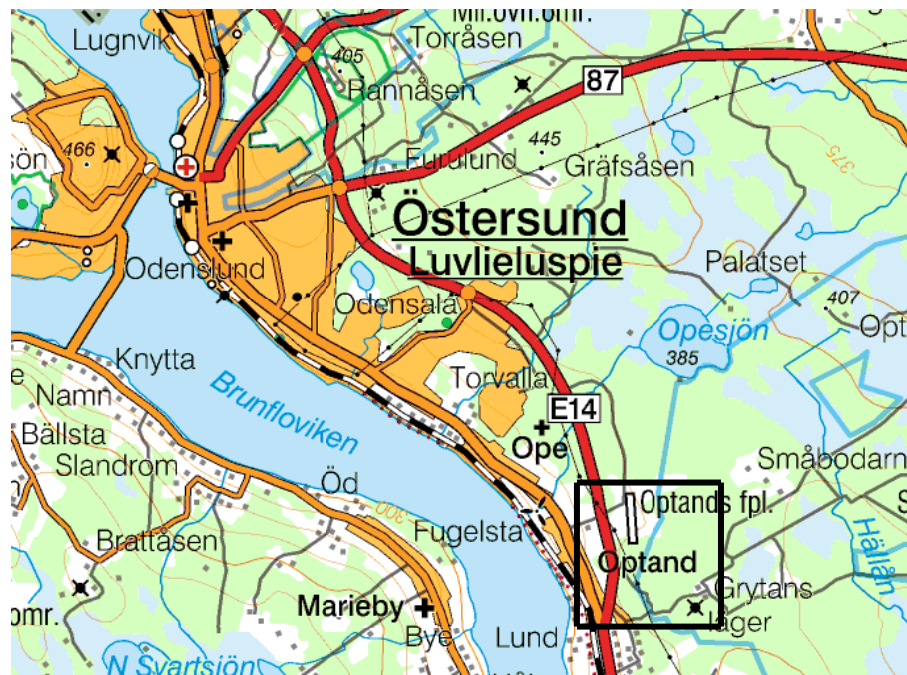 Mil.övn.omr.
Lugnvik
Torråsen
405
Rannåsen
87
466
Furulund
445
Gräfsåsen
375
Östersund
Luvlieluspie
Odenslund
Palatset
Odensala
407
Opesjön
385
Knytta
Namn
Brunfloviken
Torvalla
E14
Bällsta
Ope
Slandrom
Småbodarn
Öd
300
Optands fpl.
Fugelsta
Brattåsen
Hällån
Optand
Grytans
läger
Marieby
omr.
Bye
Lund
N Svartsjön